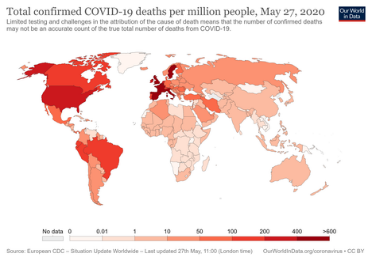 Total confirmed COVID-19 deaths per million people, May 27, 2020
Our World
in Data
Limited testing and challenges in the attribution of the cause of death means that the number of confirmed deaths
may not be an accurate count of the true total number of deaths from COVID-19.
No data 0 0.01 1 10 50 100 200 400 >600
Source: European CDC – Situation Update Worldwide – Last updated 27th May, 11:00 (London time) OurWorldInData.org/coronavirus • CC BY